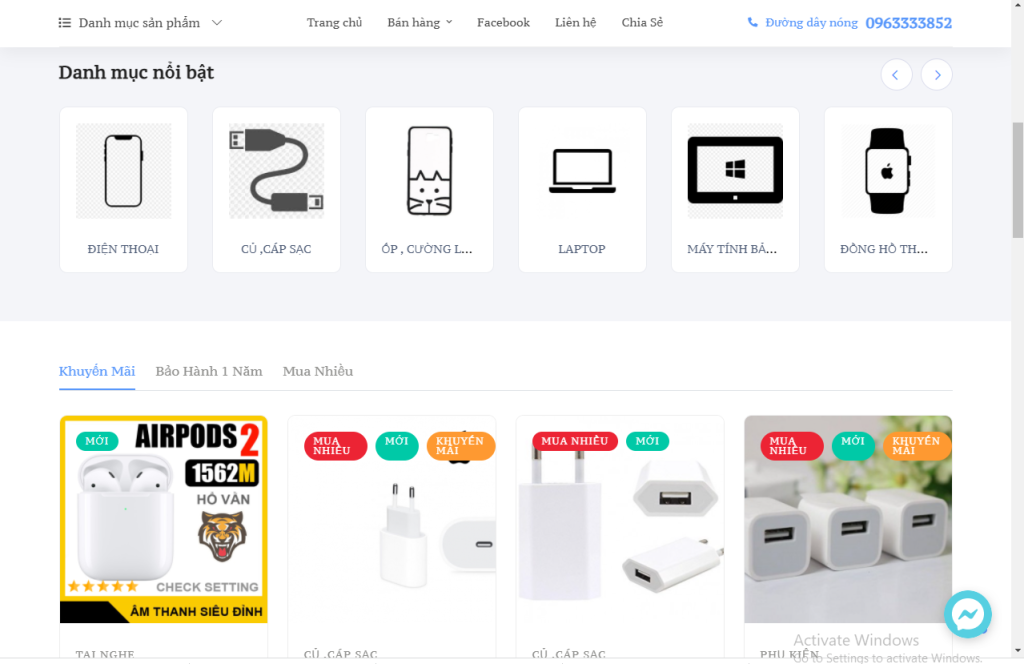 Danh mục sản phẩm
Trang chủ
Bán hàng
Facebook
Liên hệ
Chia Sẻ
Đường dây nóng 0963333852
Danh mục nổi bật
ĐIỆN THOẠI
CỦ ,CÁP SẠC
ỐP , CƯỜNG L...
LAPTOP
MÁY TÍNH BẢ...
ĐỒNG HỒ TH...
Khuyến Mãi
Bảo Hành 1 Năm
Mua Nhiều
MỚI
AIRPODS 2
1562M
HỔ VẰN
CHECK SETTING
ÂM THANH SIÊU ĐỈNH
MUA
NHIỀU
MỚI
KHUYẾN
MÃI
MUA NHIỀU
MỚI
MUA
NHIỀU
MỚI
KHUYẾN
MÃI
TAI NGHE
CỦ ,CÁP SẠC
CỦ ,CÁP SẠC
PHỤ KIỆN
Activate Windows
Go to Settings to activate Windows.